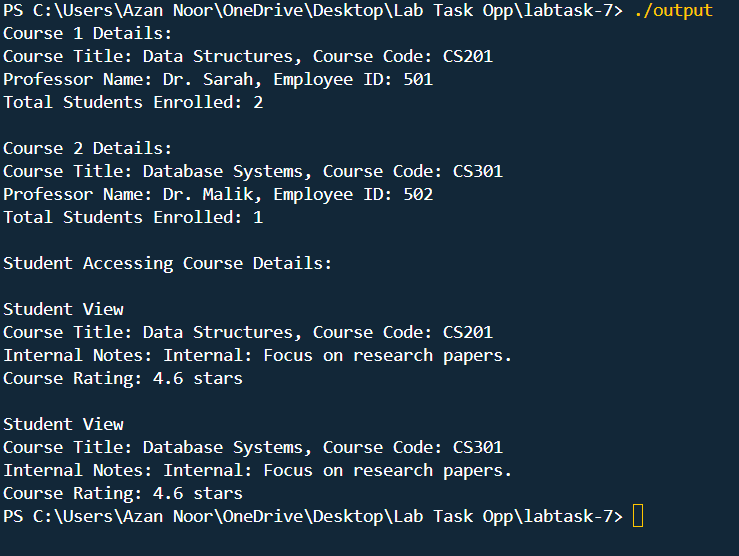 PS C:\Users\Azan Noor\OneDrive\Desktop\Lab Task Opp\labtask-7> ./output
Course 1 Details:
Course Title: Data Structures, Course Code: CS201
Professor Name: Dr. Sarah, Employee ID: 501
Total Students Enrolled: 2
Course 2 Details:
Course Title: Database Systems, Course Code: CS301
Professor Name: Dr. Malik, Employee ID: 502
Total Students Enrolled: 1
Student Accessing Course Details:
Student View
Course Title: Data Structures, Course Code: CS201
Internal Notes: Internal: Focus on research papers.
Course Rating: 4.6 stars
Student View
Course Title: Database Systems, Course Code: CS301
Internal Notes: Internal: Focus on research papers.
Course Rating: 4.6 stars
PS C:\Users\Azan Noor\OneDrive\Desktop\Lab Task Opp\labtask-7>